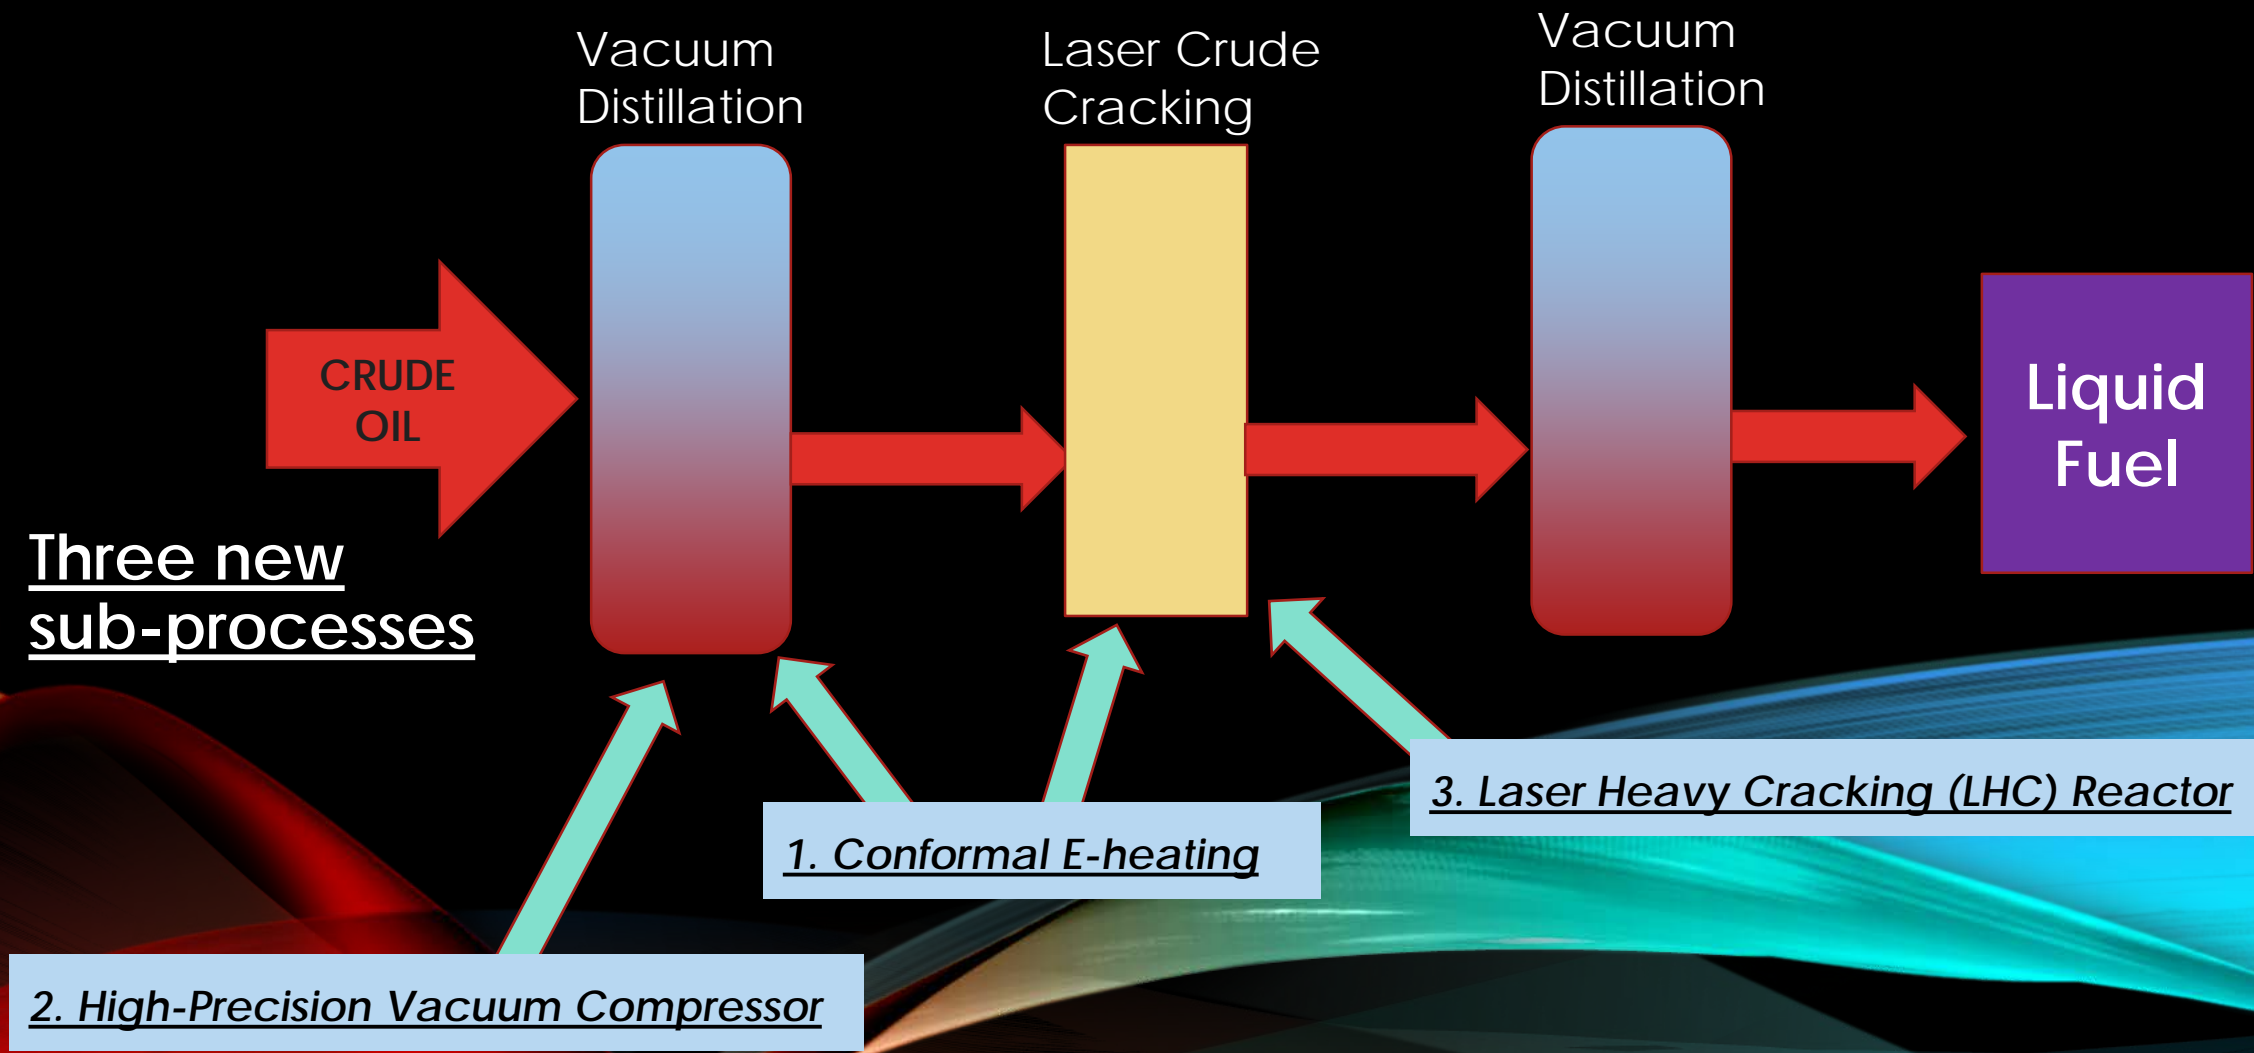 Vacuum
Distillation
Laser Crude
Cracking
Vacuum
Distillation
CRUDE
OIL
Liquid
Fuel
Three new
sub-processes
3. Laser Heavy Cracking (LHC) Reactor
1. Conformal E-heating
2. High-Precision Vacuum Compressor